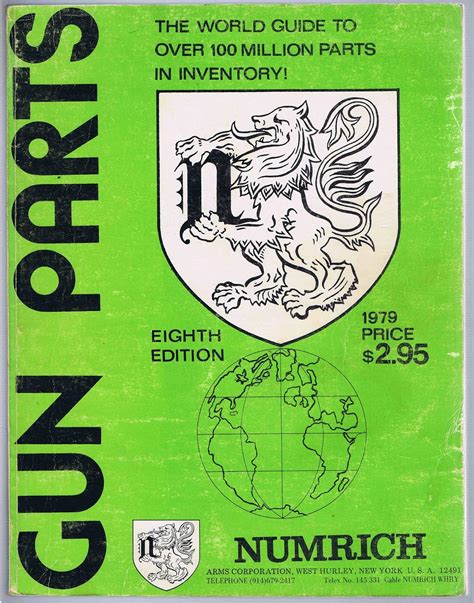 GUN PARTS
THE WORLD GUIDE TO
OVER 100 MILLION PARTS
IN INVENTORY!
n
EIGHTH
EDITION
1979
PRICE
$2.95
n
NUMRICH
ARMS CORPORATION, WEST HURLEY, NEW YORK U. S. A. 12491
TELEPHONE (914)679-2417 Telex No. 145 331 Cable NUMRICH WHRY